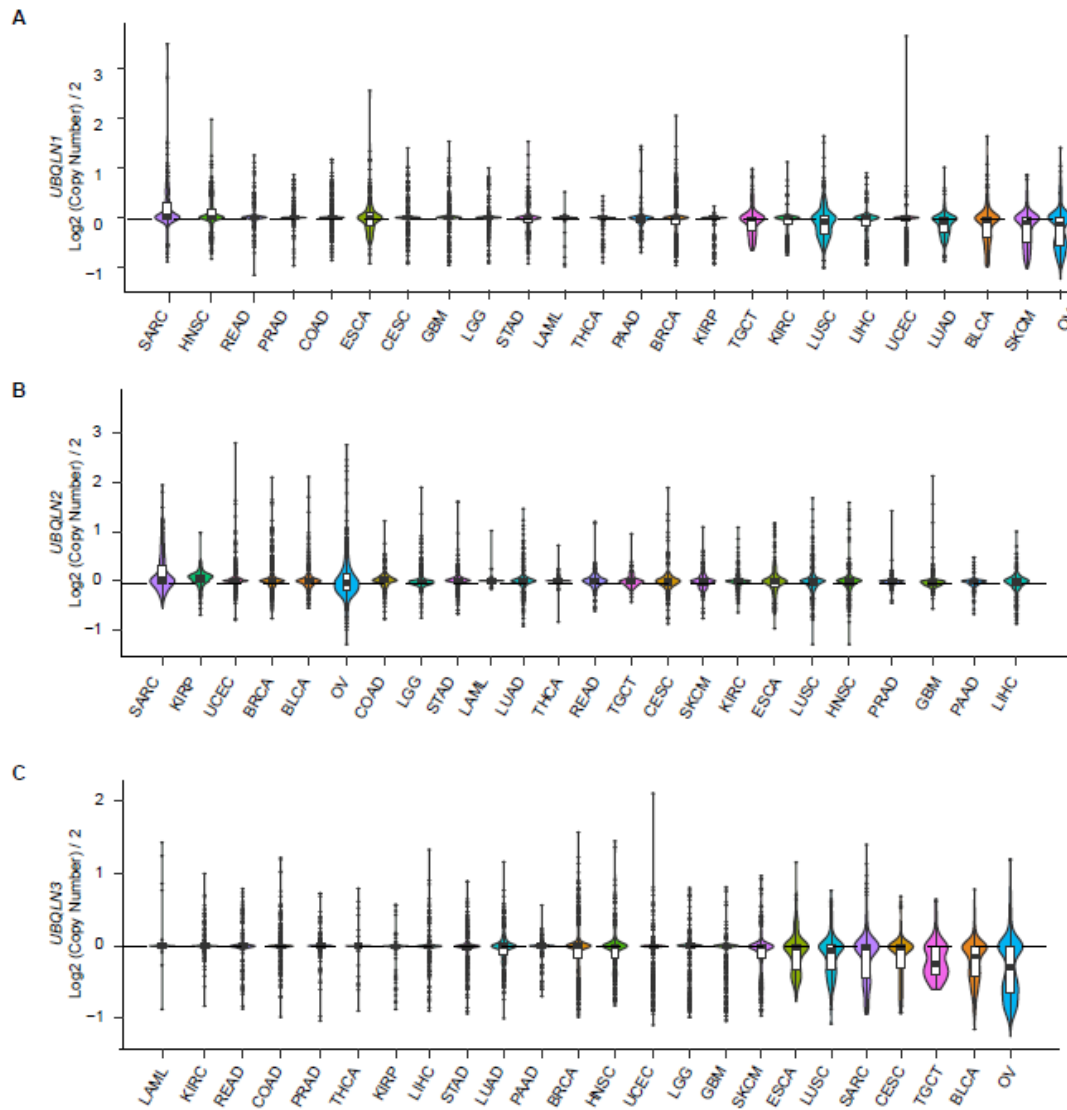 A
UBQLN1
Log2 (Copy Number) / 2
3
2
1
0
−1
SARC HNSC READ PRAD COAD ESCA CESC GBM LGG STAD LAML THCA PAAD BRCA KIRP TGCT KIRC LUSC LIHC UCEC LUAD BLCA SKCM OV
B
UBQLN2
Log2 (Copy Number) / 2
3
2
1
0
−1
SARC KIRP UCEC BRCA BLCA OV COAD LGG STAD LAML LUAD THCA READ TGCT CESC SKCM KIRC ESCA LUSC HNSC PRAD GBM PAAD LIHC
C
UBQLN3
Log2 (Copy Number) / 2
2
1
0
−1
LAML KIRC READ COAD PRAD THCA KIRP LIHC STAD LUAD PAAD BRCA HNSC UCEC LGG GBM SKCM ESCA LUSC SARC CESC TGCT BLCA OV